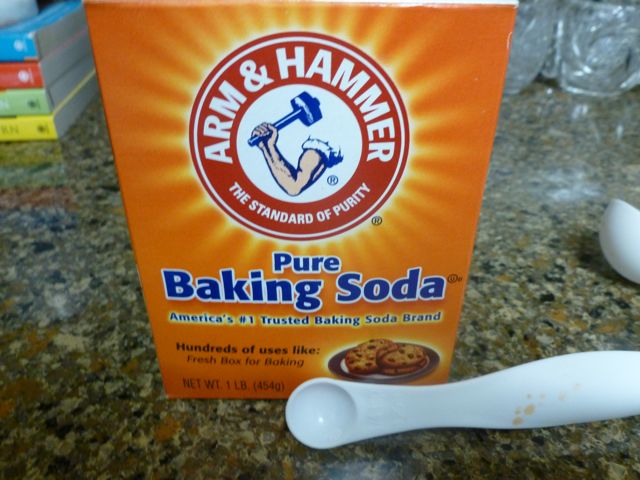 ARM & HAMMER
®
THE STANDARD OF PURITY
®
Pure
Baking Soda
America's #1 Trusted Baking Soda Brand
Hundreds of uses like:
Fresh Box for Baking
NET WT. 1 LB. (454g)
RN